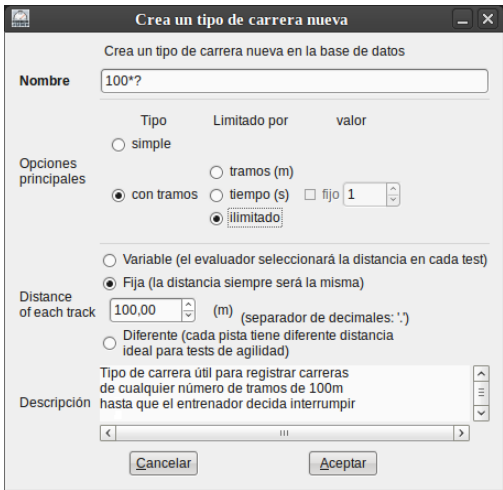 Crea un tipo de carrera nueva
Crea un tipo de carrera nueva en la base de datos
Nombre 100*?
Tipo Limitado por valor
simple
Opciones
principales
tramos (m)
con tramos tiempo (s) fijo 1
ilimitado
Variable (el evaluador seleccionará la distancia en cada test)
Fija (la distancia siempre será la misma)
Distance
of each track 100,00 (m) (separador de decimales: '.')
Diferente (cada pista tiene diferente distancia
ideal para tests de agilidad)
Descripción
Tipo de carrera útil para registrar carreras
de cualquier número de tramos de 100m
hasta que el entrenador decida interrumpir
Cancelar Aceptar